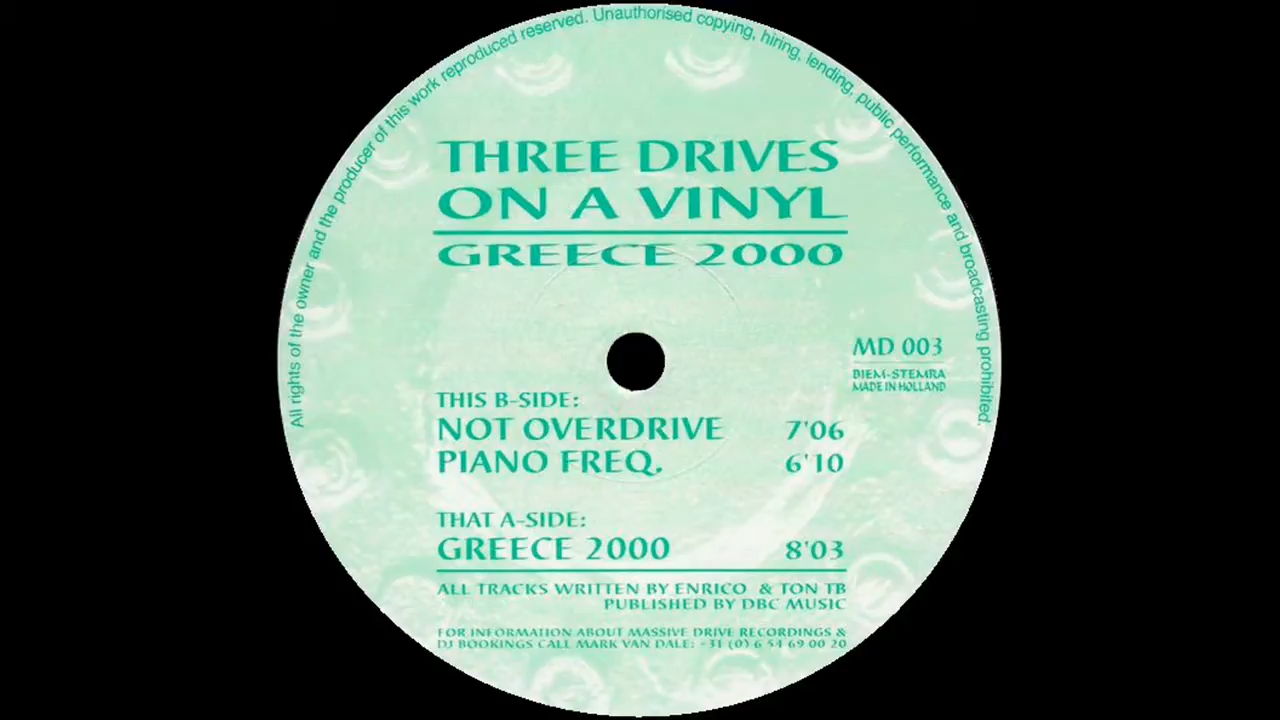 All rights of the owner and the producer of this work reproduced reserved. Unauthorised copying, hiring, lending, public performance and broadcasting prohibited.
THREE DRIVES
ON A VINYL
GREECE 2000
MD 003
BIEM-STEMRA
MADE IN HOLLAND
THIS B-SIDE:
NOT OVERDRIVE 7'06
PIANO FREQ. 6'10
THAT A-SIDE:
GREECE 2000 8'03
ALL TRACKS WRITTEN BY ENRICO & TON TB
PUBLISHED BY DBC MUSIC
FOR INFORMATION ABOUT MASSIVE DRIVE RECORDINGS &
DJ BOOKINGS CALL MARK VAN DALE: +31 (0) 6 54 69 00 20